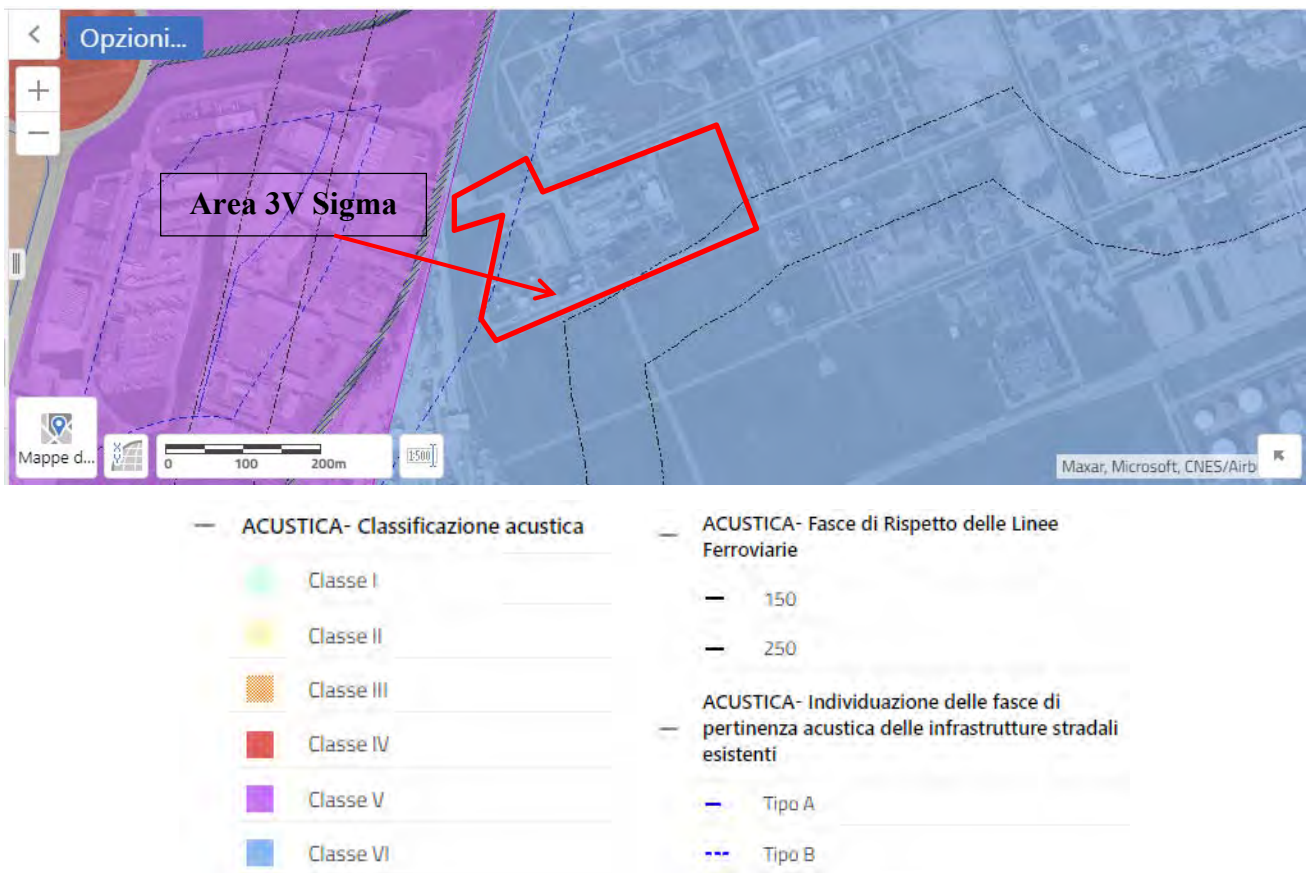 Opzioni...
+
−
Area 3V Sigma
Mappe d...
0 100 200m
1:500
Maxar, Microsoft, CNES/Airb
ACUSTICA- Classificazione acustica
Classe I
Classe II
Classe III
Classe IV
Classe V
Classe VI
ACUSTICA- Fasce di Rispetto delle Linee
Ferroviarie
150
250
ACUSTICA- Individuazione delle fasce di
pertinenza acustica delle infrastrutture stradali
esistenti
Tipo A
Tipo B